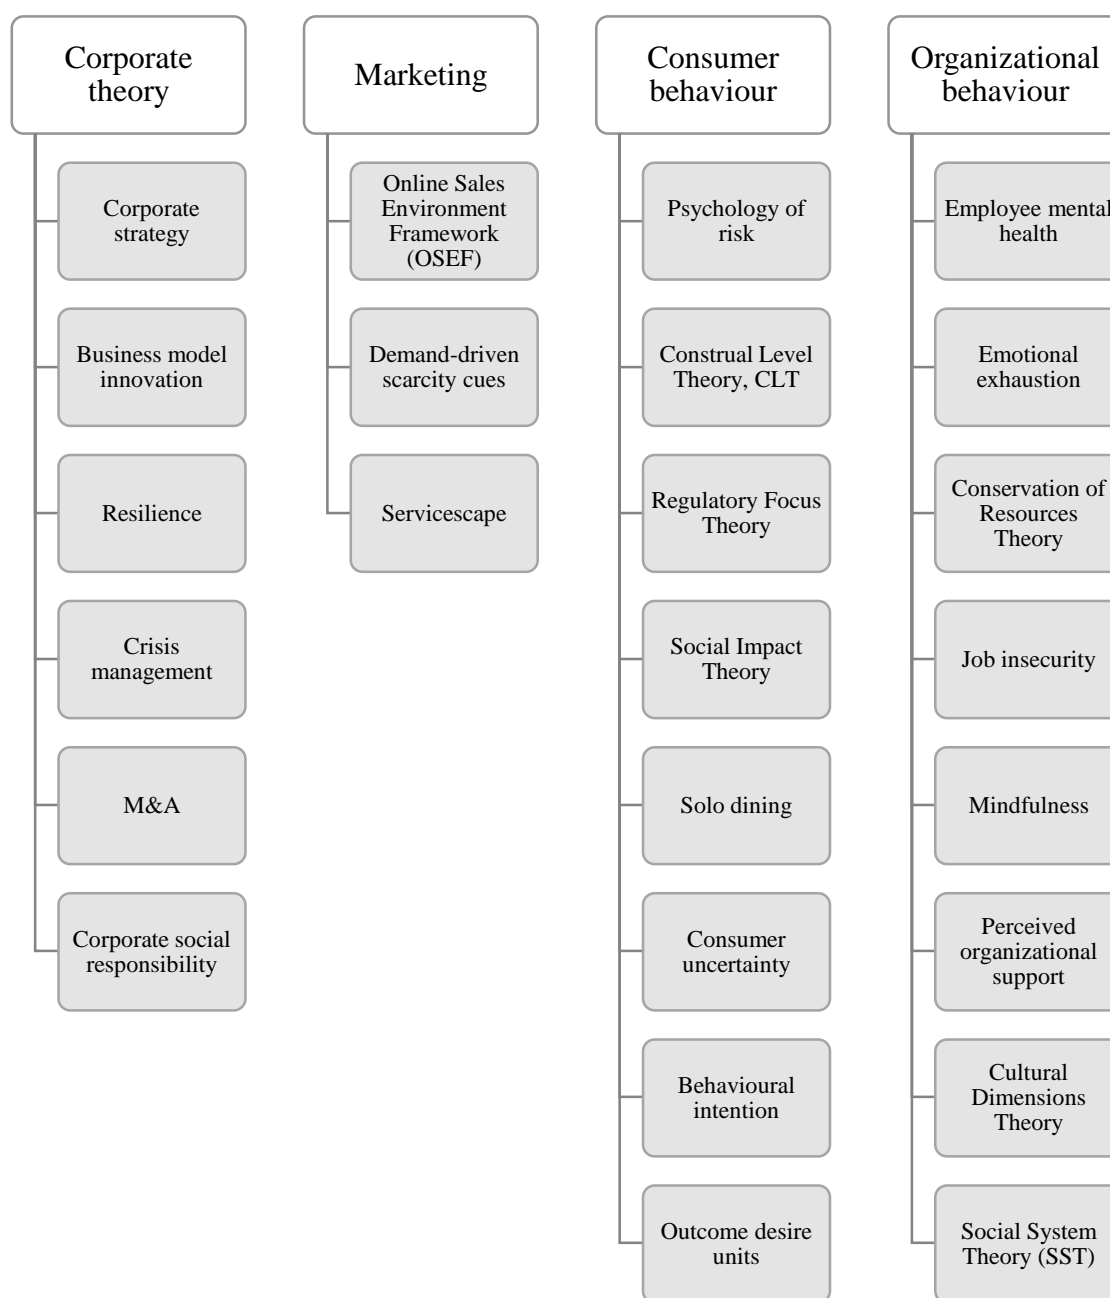 Corporate
theory
Corporate
strategy
Business model
innovation
Resilience
Crisis
management
M&A
Corporate social
responsibility
Marketing
Online Sales
Environment
Framework
(OSEF)
Demand-driven
scarcity cues
Servicescape
Consumer
behaviour
Psychology of
risk
Construal Level
Theory, CLT
Regulatory Focus
Theory
Social Impact
Theory
Solo dining
Consumer
uncertainty
Behavioural
intention
Outcome desire
units
Organizational
behaviour
Employee mental
health
Emotional
exhaustion
Conservation of
Resources
Theory
Job insecurity
Mindfulness
Perceived
organizational
support
Cultural
Dimensions
Theory
Social System
Theory (SST)